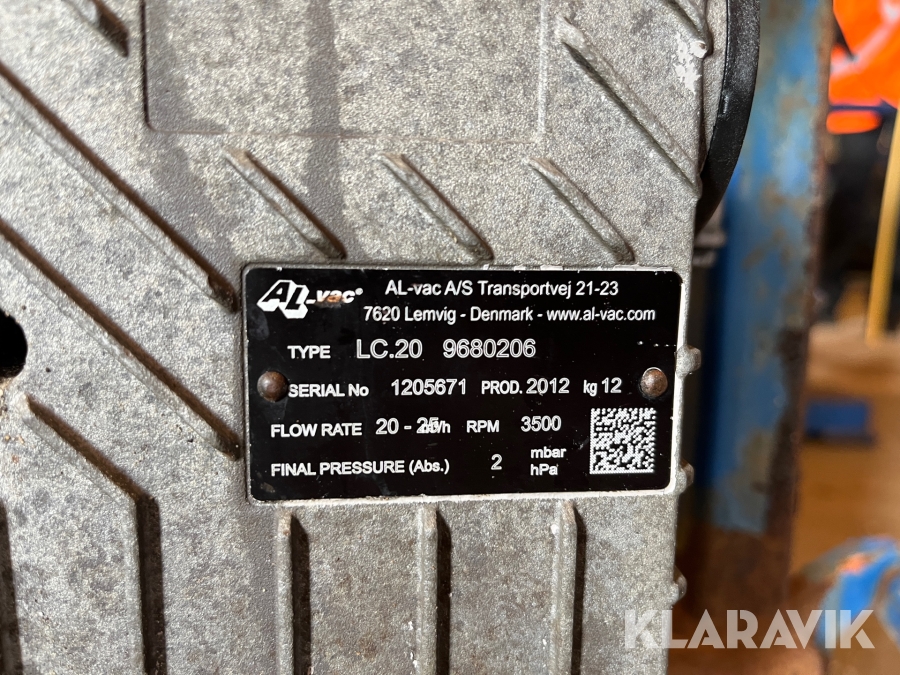 AL-vac® AL-vac A/S Transportvej 21-23
7620 Lemvig - Denmark - www.al-vac.com
TYPE LC.20 9680206
SERIAL No 1205671 PROD. 2012 kg 12
FLOW RATE 20 - 25 RPM 3500
FINAL PRESSURE (Abs.) 2 mbar
hPa
KLARAVIK